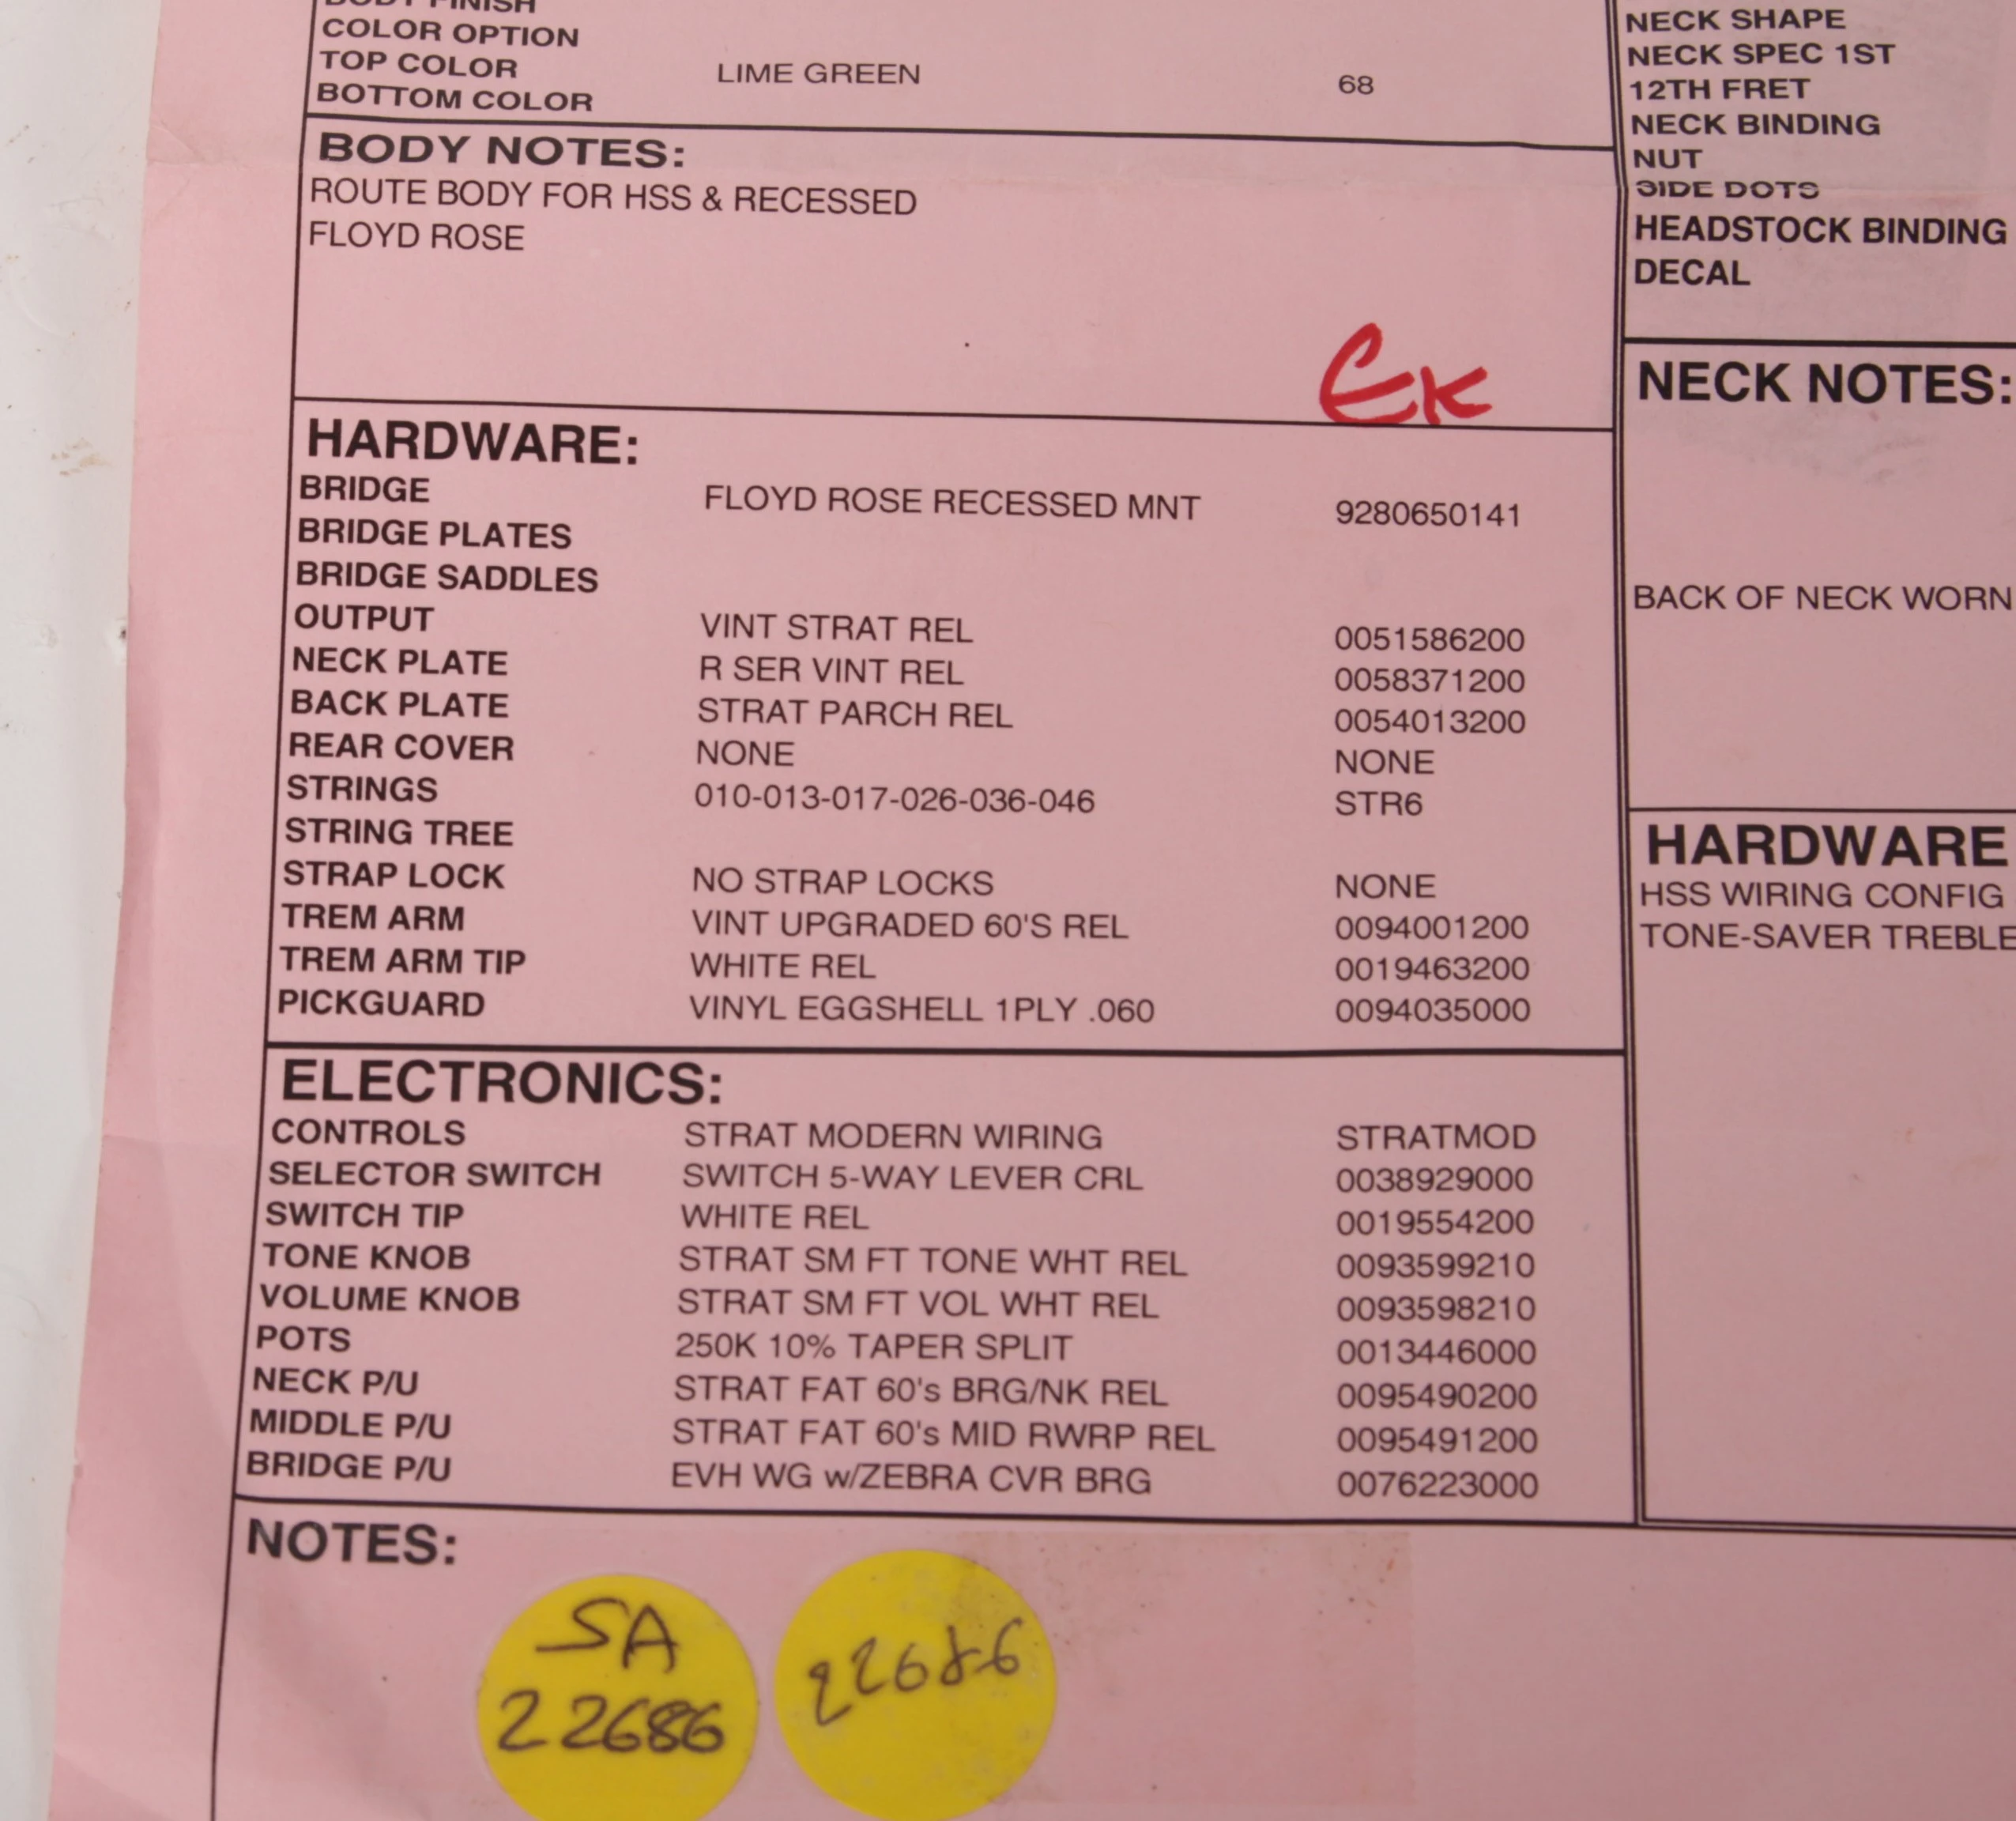 BODY FINISH
COLOR OPTION
TOP COLOR LIME GREEN 68
BOTTOM COLOR
BODY NOTES:
ROUTE BODY FOR HSS & RECESSED
FLOYD ROSE
EK
HARDWARE:
BRIDGE FLOYD ROSE RECESSED MNT 9280650141
BRIDGE PLATES
BRIDGE SADDLES
OUTPUT VINT STRAT REL 0051586200
NECK PLATE R SER VINT REL 0058371200
BACK PLATE STRAT PARCH REL 0054013200
REAR COVER NONE NONE
STRINGS 010-013-017-026-036-046 STR6
STRING TREE
STRAP LOCK NO STRAP LOCKS NONE
TREM ARM VINT UPGRADED 60'S REL 0094001200
TREM ARM TIP WHITE REL 0019463200
PICKGUARD VINYL EGGSHELL 1PLY .060 0094035000
ELECTRONICS:
CONTROLS STRAT MODERN WIRING STRATMOD
SELECTOR SWITCH SWITCH 5-WAY LEVER CRL 0038929000
SWITCH TIP WHITE REL 0019554200
TONE KNOB STRAT SM FT TONE WHT REL 0093599210
VOLUME KNOB STRAT SM FT VOL WHT REL 0093598210
POTS 250K 10% TAPER SPLIT 0013446000
NECK P/U STRAT FAT 60's BRG/NK REL 0095490200
MIDDLE P/U STRAT FAT 60's MID RWRP REL 0095491200
BRIDGE P/U EVH WG w/ZEBRA CVR BRG 0076223000
NOTES:
SA
22686
22686
NECK SHAPE
NECK SPEC 1ST
12TH FRET
NECK BINDING
NUT
SIDE DOTS
HEADSTOCK BINDING
DECAL
NECK NOTES:
BACK OF NECK WORN
HARDWARE
HSS WIRING CONFIG
TONE-SAVER TREBLE